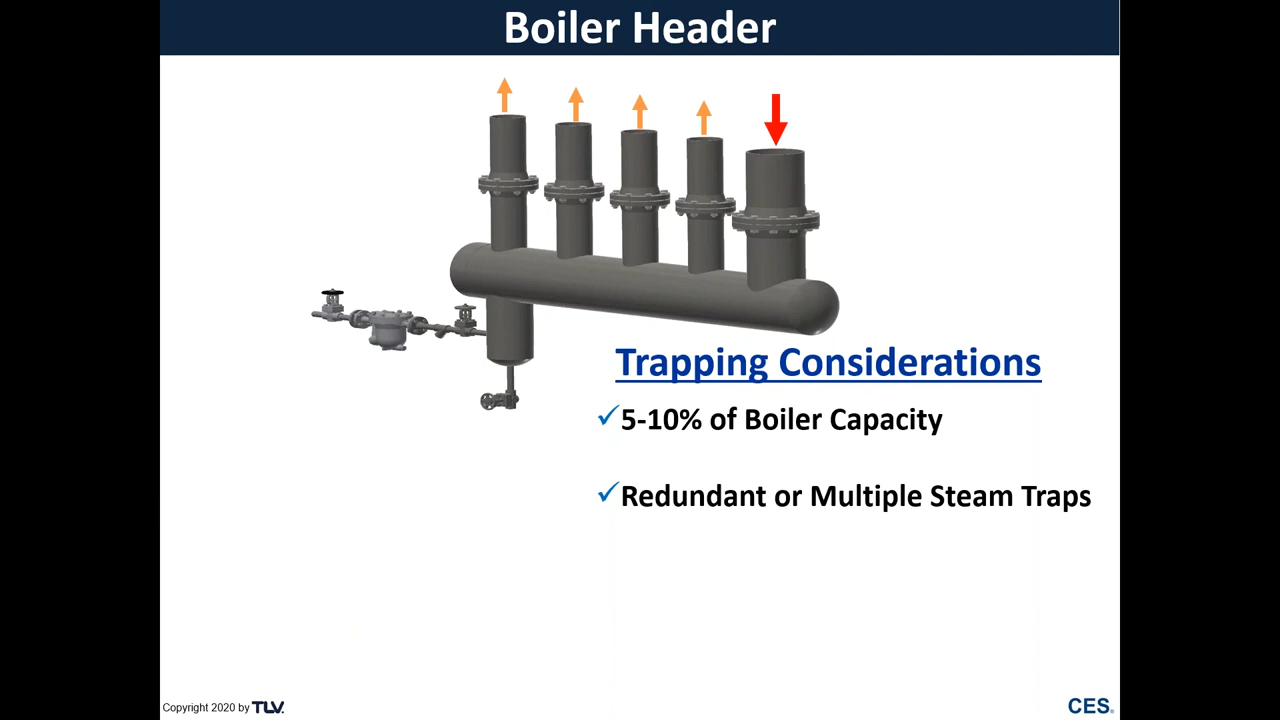 Boiler Header
Trapping Considerations
5-10% of Boiler Capacity
Redundant or Multiple Steam Traps
Copyright 2020 by TLV.
CES